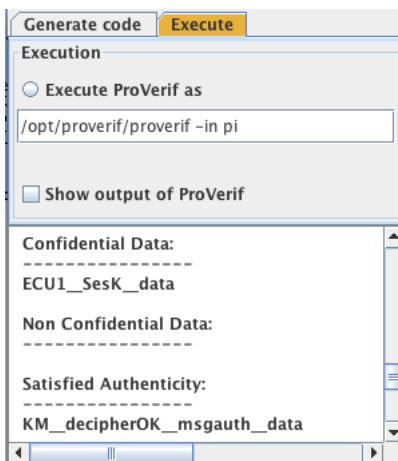 Generate code Execute
Execution
Execute ProVerif as
/opt/proverif/proverif -in pi
Show output of ProVerif
Confidential Data:
----------------
ECU1__SesK__data
Non Confidential Data:
----------------
Satisfied Authenticity:
----------------
KM__decipherOK__msgauth__data